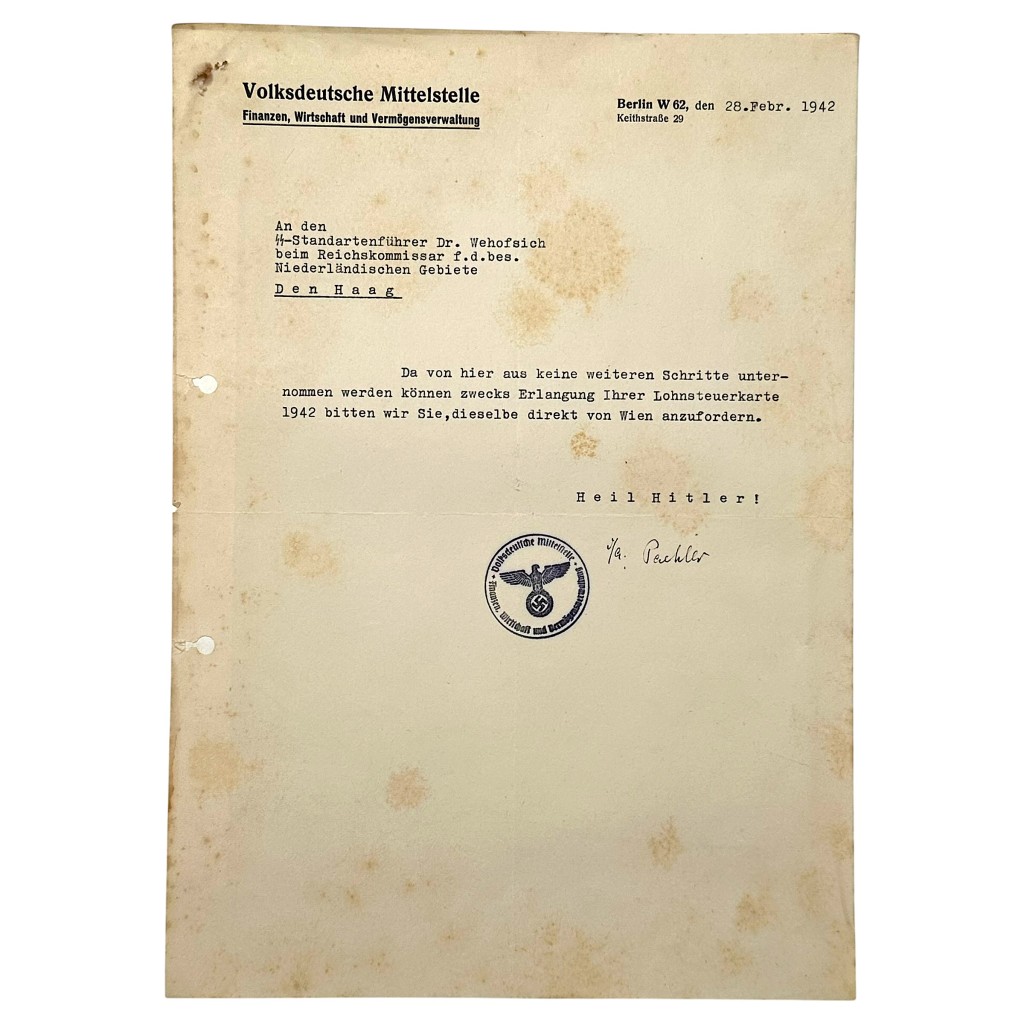 Volksdeutsche Mittelstelle
Finanzen, Wirtschaft und Vermögensverwaltung
Berlin W 62, den 28.Febr. 1942
Keithstraße 29
An den
ᛋᛋ-Standartenführer Dr. Wehofsich
beim Reichskommissar f.d.bes.
Niederländischen Gebiete
Den Haag
Da von hier aus keine weiteren Schritte unter-
nommen werden können zwecks Erlangung Ihrer Lohnsteuerkarte
1942 bitten wir Sie,dieselbe direkt von Wien anzufordern.
Heil Hitler!
Volksdeutsche Mittelstelle
Finanzen, Wirtschaft und Vermögensverwaltung